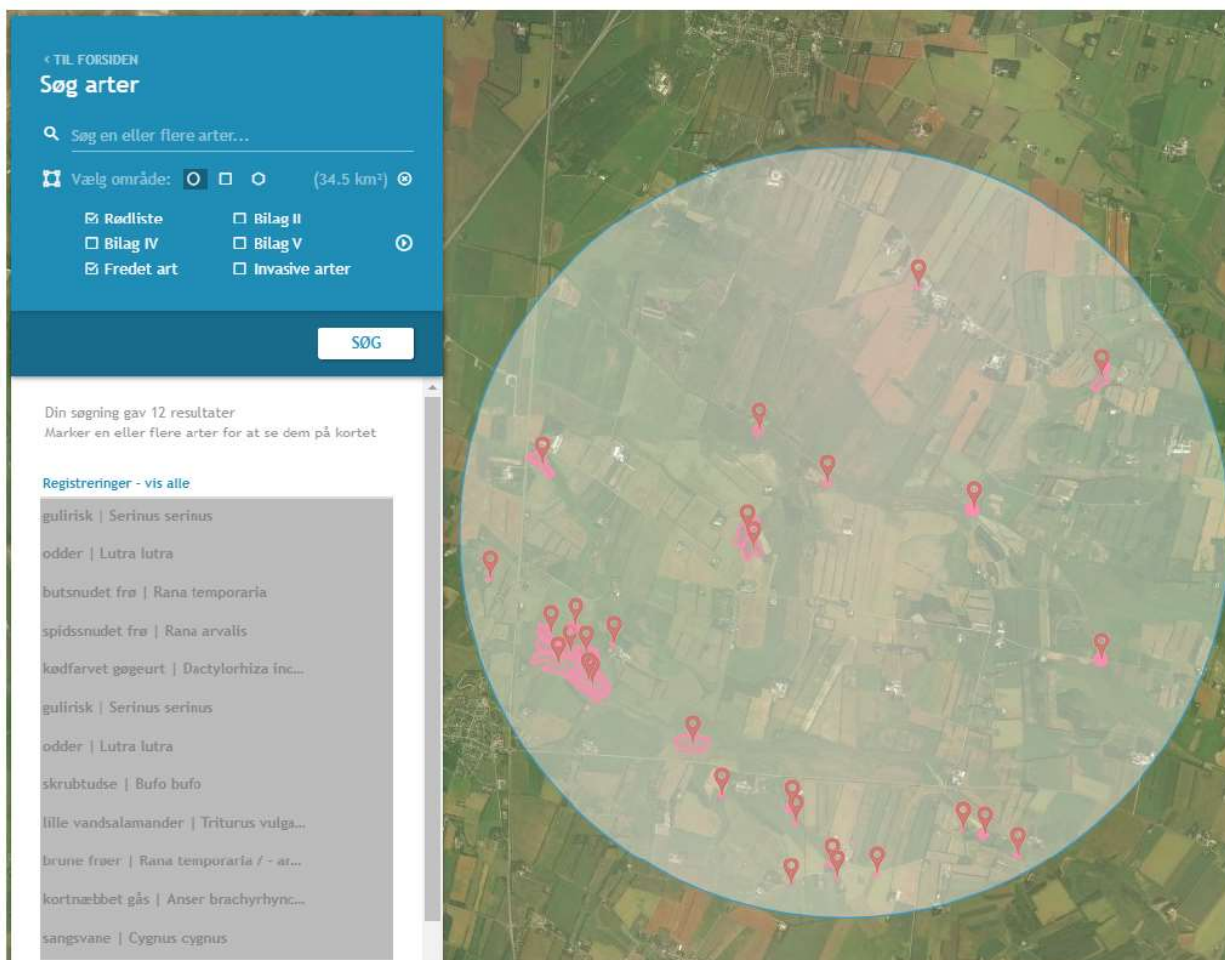 ‹ TIL FORSIDEN
Søg arter
Søg en eller flere arter...
Vælg område: (34.5 km²)
Rødliste Bilag II
Bilag IV Bilag V
Fredet art Invasive arter
SØG
Din søgning gav 12 resultater
Marker en eller flere arter for at se dem på kortet
Registreringer - vis alle
gulirisk | Serinus serinus
odder | Lutra lutra
butsnudet frø | Rana temporaria
spidssnudet frø | Rana arvalis
kødfarvet gøgeurt | Dactylorhiza inc...
gulirisk | Serinus serinus
odder | Lutra lutra
skrubtudse | Bufo bufo
lille vandsalamander | Triturus vulga...
brune frøer | Rana temporaria / - ar...
kortnæbbet gås | Anser brachyrhync...
sangsvane | Cygnus cygnus